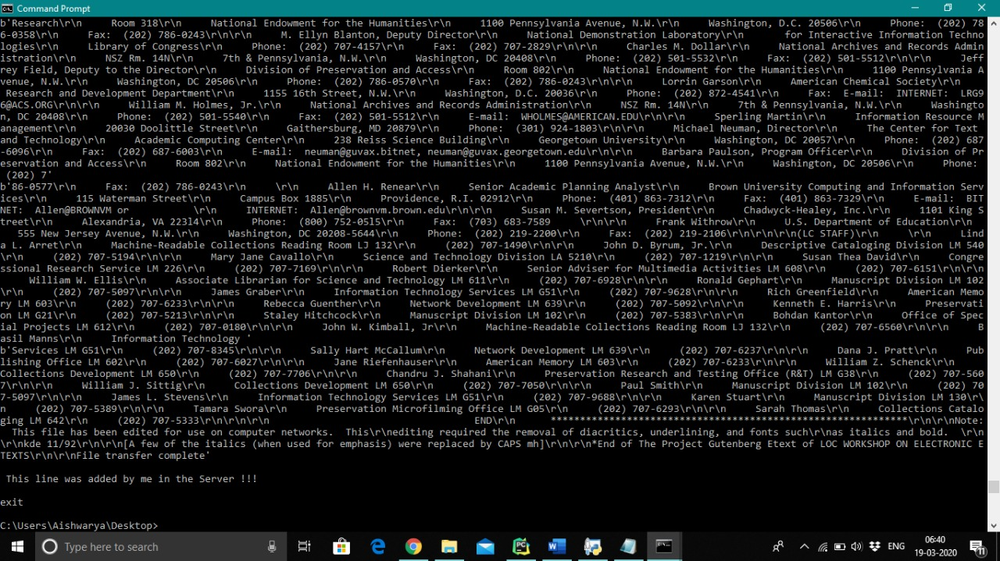 Command Prompt
b'Research\r\n     Room 318\r\n     National Endowment for the Humanities\r\n     1100 Pennsylvania Avenue, N.W.\r\n     Washington, D.C. 20506\r\n     Phone:  (202) 78
6-0358\r\n     Fax:  (202) 786-0243\r\n\r\n     M. Ellyn Blanton, Deputy Director\r\n     National Demonstration Laboratory\r\n       for Interactive Information Techno
logies\r\n     Library of Congress\r\n     Phone:  (202) 707-4157\r\n     Fax:  (202) 707-2829\r\n\r\n     Charles M. Dollar\r\n     National Archives and Records Admin
istration\r\n     NSZ Rm. 14N\r\n     7th & Pennsylvania, N.W.\r\n     Washington, DC 20408\r\n     Phone:  (202) 501-5532\r\n     Fax:  (202) 501-5512\r\n\r\n     Jeff
rey Field, Deputy to the Director\r\n     Division of Preservation and Access\r\n     Room 802\r\n     National Endowment for the Humanities\r\n     1100 Pennsylvania A
venue, N.W.\r\n     Washington, DC 20506\r\n     Phone:  (202) 786-0570\r\n     Fax:  (202) 786-0243\r\n\r\n     Lorrin Garson\r\n     American Chemical Society\r\n
 Research and Development Department\r\n     1155 16th Street, N.W.\r\n     Washington, D.C. 20036\r\n     Phone:  (202) 872-4541\r\n     Fax:  E-mail:  INTERNET:  LRG9
6@ACS.ORG\r\n\r\n     William M. Holmes, Jr.\r\n     National Archives and Records Administration\r\n     NSZ Rm. 14N\r\n     7th & Pennsylvania, N.W.\r\n     Washingto
n, DC 20408\r\n     Phone:  (202) 501-5540\r\n     Fax:  (202) 501-5512\r\n     E-mail:  WHOLMES@AMERICAN.EDU\r\n\r\n     Sperling Martin\r\n     Information Resource M
anagement\r\n     20030 Doolittle Street\r\n     Gaithersburg, MD 20879\r\n     Phone:  (301) 924-1803\r\n\r\n     Michael Neuman, Director\r\n     The Center for Text
and Technology\r\n     Academic Computing Center\r\n     238 Reiss Science Building\r\n     Georgetown University\r\n     Washington, DC 20057\r\n     Phone:  (202) 687
-6096\r\n     Fax:  (202) 687-6003\r\n     E-mail:  neuman@guvax.bitnet, neuman@guvax.georgetown.edu\r\n\r\n     Barbara Paulson, Program Officer\r\n     Division of Pr
eservation and Access\r\n     Room 802\r\n     National Endowment for the Humanities\r\n     1100 Pennsylvania Avenue, N.W.\r\n     Washington, DC 20506\r\n     Phone:
 (202) 7'
b'86-0577\r\n     Fax:  (202) 786-0243\r\n     \r\n     Allen H. Renear\r\n     Senior Academic Planning Analyst\r\n     Brown University Computing and Information Serv
ices\r\n     115 Waterman Street\r\n     Campus Box 1885\r\n     Providence, R.I. 02912\r\n     Phone:  (401) 863-7312\r\n     Fax:  (401) 863-7329\r\n     E-mail:  BIT
NET:  Allen@BROWNVM or           \r\n     INTERNET:  Allen@brownvm.brown.edu\r\n\r\n     Susan M. Severtson, President\r\n     Chadwyck-Healey, Inc.\r\n     1101 King S
treet\r\n     Alexandria, VA 223l4\r\n     Phone:  (800) 752-05l5\r\n     Fax:  (703) 683-7589     \r\n\r\n     Frank Withrow\r\n     U.S. Department of Education\r\n
   555 New Jersey Avenue, N.W.\r\n     Washington, DC 20208-5644\r\n     Phone:  (202) 219-2200\r\n     Fax:  (202) 219-2106\r\n\r\n\r\n(LC STAFF)\r\n     \r\n     Lind
a L. Arret\r\n     Machine-Readable Collections Reading Room LJ 132\r\n     (202) 707-1490\r\n\r\n     John D. Byrum, Jr.\r\n     Descriptive Cataloging Division LM 540
\r\n     (202) 707-5194\r\n\r\n     Mary Jane Cavallo\r\n     Science and Technology Division LA 5210\r\n     (202) 707-1219\r\n\r\n     Susan Thea David\r\n     Congre
ssional Research Service LM 226\r\n     (202) 707-7169\r\n\r\n     Robert Dierker\r\n     Senior Adviser for Multimedia Activities LM 608\r\n     (202) 707-6151\r\n\r\n
     William W. Ellis\r\n     Associate Librarian for Science and Technology LM 611\r\n     (202) 707-6928\r\n\r\n     Ronald Gephart\r\n     Manuscript Division LM 102
\r\n     (202) 707-5097\r\n\r\n     James Graber\r\n     Information Technology Services LM G51\r\n     (202) 707-9628\r\n\r\n     Rich Greenfield\r\n     American Memo
ry LM 603\r\n     (202) 707-6233\r\n\r\n     Rebecca Guenther\r\n     Network Development LM 639\r\n     (202) 707-5092\r\n\r\n     Kenneth E. Harris\r\n     Preservati
on LM G21\r\n     (202) 707-5213\r\n\r\n     Staley Hitchcock\r\n     Manuscript Division LM 102\r\n     (202) 707-5383\r\n\r\n     Bohdan Kantor\r\n     Office of Spec
ial Projects LM 612\r\n     (202) 707-0180\r\n\r\n     John W. Kimball, Jr\r\n     Machine-Readable Collections Reading Room LJ 132\r\n     (202) 707-6560\r\n\r\n     B
asil Manns\r\n     Information Technology '
b'Services LM G51\r\n     (202) 707-8345\r\n\r\n     Sally Hart McCallum\r\n     Network Development LM 639\r\n     (202) 707-6237\r\n\r\n     Dana J. Pratt\r\n     Pub
lishing Office LM 602\r\n     (202) 707-6027\r\n\r\n     Jane Riefenhauser\r\n     American Memory LM 603\r\n     (202) 707-6233\r\n\r\n     William Z. Schenck\r\n
Collections Development LM 650\r\n     (202) 707-7706\r\n\r\n     Chandru J. Shahani\r\n     Preservation Research and Testing Office (R&T) LM G38\r\n     (202) 707-560
7\r\n\r\n     William J. Sittig\r\n     Collections Development LM 650\r\n     (202) 707-7050\r\n\r\n     Paul Smith\r\n     Manuscript Division LM 102\r\n     (202) 70
7-5097\r\n\r\n     James L. Stevens\r\n     Information Technology Services LM G51\r\n     (202) 707-9688\r\n\r\n     Karen Stuart\r\n     Manuscript Division LM 130\r\
n     (202) 707-5389\r\n\r\n     Tamara Swora\r\n     Preservation Microfilming Office LM G05\r\n     (202) 707-6293\r\n\r\n     Sarah Thomas\r\n     Collections Catalo
ging LM 642\r\n     (202) 707-5333\r\n\r\n\r\n                               END\r\n      *************************************************************\r\n\r\nNote:
  This file has been edited for use on computer networks.  This\r\nediting required the removal of diacritics, underlining, and fonts such\r\nas italics and bold.  \r\n
\r\nkde 11/92\r\n\r\n[A few of the italics (when used for emphasis) were replaced by CAPS mh]\r\n\r\n*End of The Project Gutenberg Etext of LOC WORKSHOP ON ELECTRONIC E
TEXTS\r\n\r\nFile transfer complete'
 This line was added by me in the Server !!!
exit
C:\Users\Aishwarya\Desktop>
Type here to search
ENG
06:40
19-03-2020
11